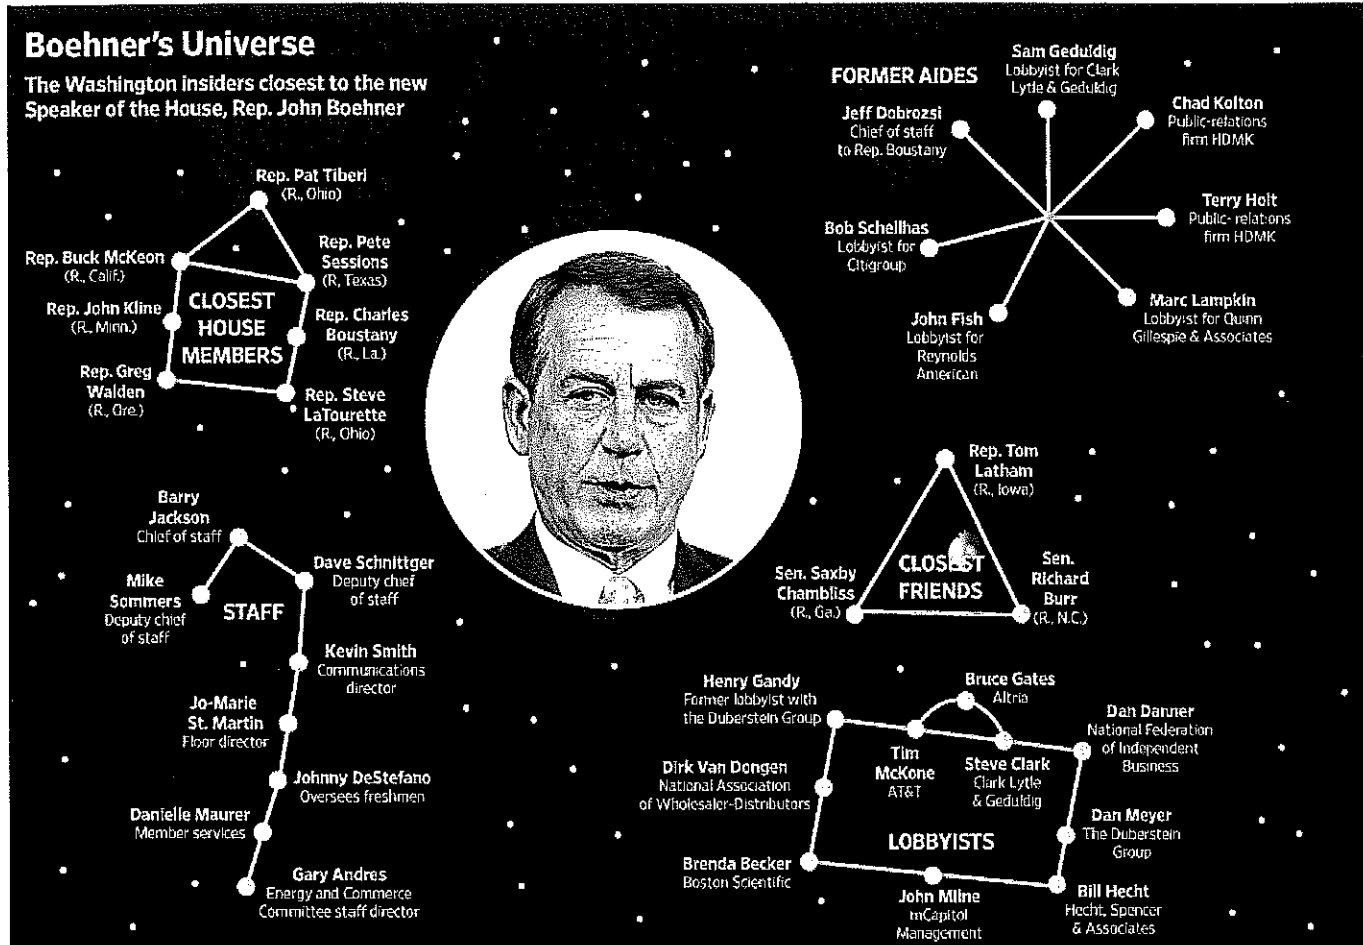 Boehner's Universe
The Washington insiders closest to the new
Speaker of the House, Rep. John Boehner
Rep. Pat Tiberi
(R., Ohio)
Rep. Buck McKeon
(R., Calif.)
Rep. Pete
Sessions
(R, Texas)
Rep. John Kline
(R., Minn.)
CLOSEST
HOUSE
MEMBERS
Rep. Charles
Boustany
(R., La.)
Rep. Greg
Walden
(R., Ore.)
Rep. Steve
LaTourette
(R., Ohio)
FORMER AIDES
Sam Geduldig
Lobbyist for Clark
Lytle & Geduldig
Jeff Dobrozsi
Chief of staff
to Rep. Boustany
Chad Kolton
Public-relations
firm HDMK
Bob Schellhas
Lobbyist for
Citigroup
Terry Holt
Public- relations
firm HDMK
John Fish
Lobbyist for
Reynolds
American
Marc Lampkin
Lobbyist for Quinn
Gillespie & Associates
Barry
Jackson
Chief of staff
Mike
Sommers
Deputy chief
of staff
STAFF
Dave Schnittger
Deputy chief
of staff
Kevin Smith
Communications
director
Jo-Marie
St. Martin
Floor director
Johnny DeStefano
Oversees freshmen
Danielle Maurer
Member services
Gary Andres
Energy and Commerce
Committee staff director
Rep. Tom
Latham
(R., Iowa)
CLOSEST
FRIENDS
Sen. Saxby
Chambliss
(R., Ga.)
Sen.
Richard
Burr
(R., N.C.)
Henry Gandy
Former lobbyist with
the Duberstein Group
Bruce Gates
Altria
Tim
McKone
AT&T
Steve Clark
Clark Lytle
& Geduldig
Dan Danner
National Federation
of Independent
Business
Dirk Van Dongen
National Association
of Wholesaler-Distributors
LOBBYISTS
Dan Meyer
The Duberstein
Group
Brenda Becker
Boston Scientific
John Milne
mCapitol
Management
Bill Hecht
Hecht, Spencer
& Associates